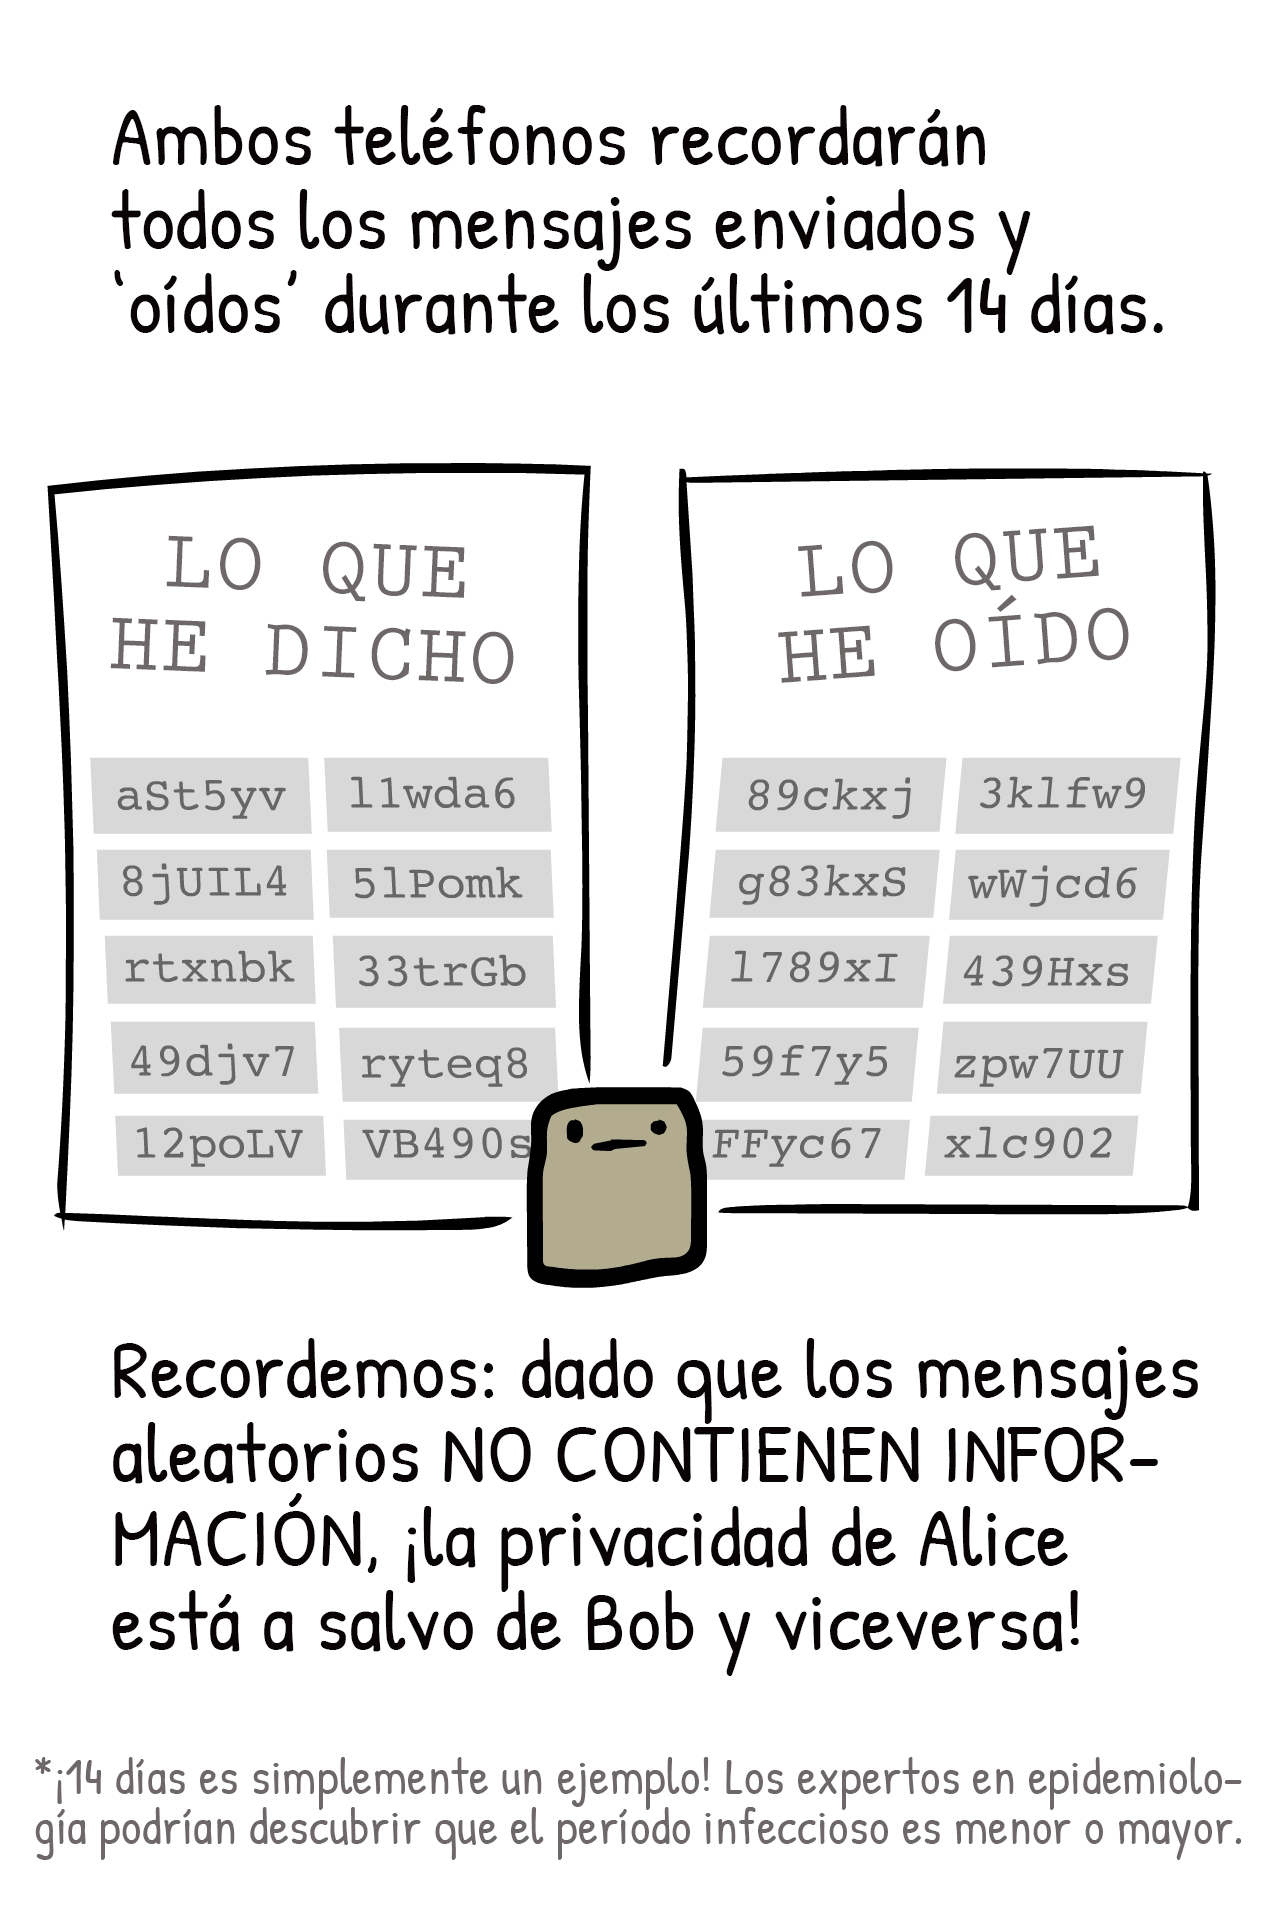 Ambos teléfonos recordarán
todos los mensajes enviados y
‘oídos’ durante los últimos 14 días.
LO QUE
HE DICHO
aSt5yv l1wda6
8jUIL4 5lPomk
rtxnbk 33trGb
49djv7 ryteq8
12poLV VB490s
LO QUE
HE OÍDO
89ckxj 3klfw9
g83kxS wWjcd6
l789xI 439Hxs
59f7y5 zpw7UU
FFyc67 xlc902
Recordemos: dado que los mensajes
aleatorios NO CONTIENEN INFOR-
MACIÓN, ¡la privacidad de Alice
está a salvo de Bob y viceversa!
*¡14 días es simplemente un ejemplo! Los expertos en epidemiolo-
gía podrían descubrir que el período infeccioso es menor o mayor.